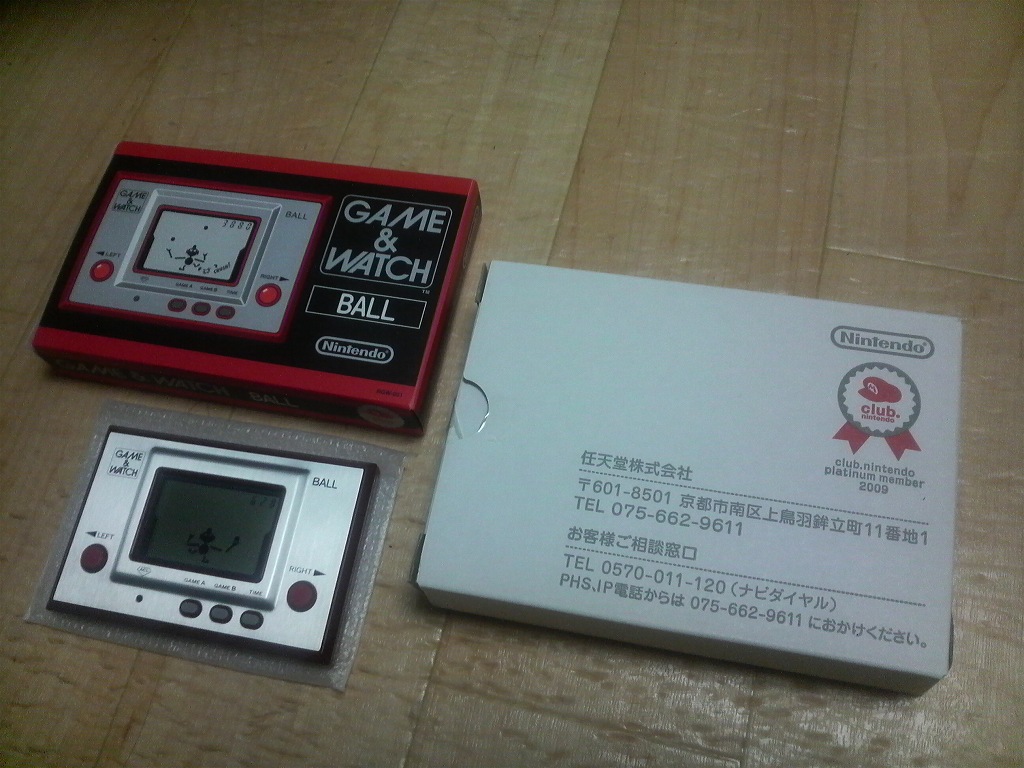 GAME
&
WATCH
BALL
3880
◀LEFT
RIGHT▶
GAME A GAME B TIME
GAME
&
WATCH™
BALL
Nintendo
GAME & WATCH BALL
GAME
&
WATCH
BALL
◀LEFT
RIGHT▶
GAME A GAME B TIME
Nintendo
club.
nintendo
club.nintendo
platinum member
2009
任天堂株式会社
〒601-8501 京都市南区上鳥羽鉾立町11番地1
TEL 075-662-9611
お客様ご相談窓口
TEL 0570-011-120（ナビダイヤル）
PHS、IP電話からは 075-662-9611 におかけください。